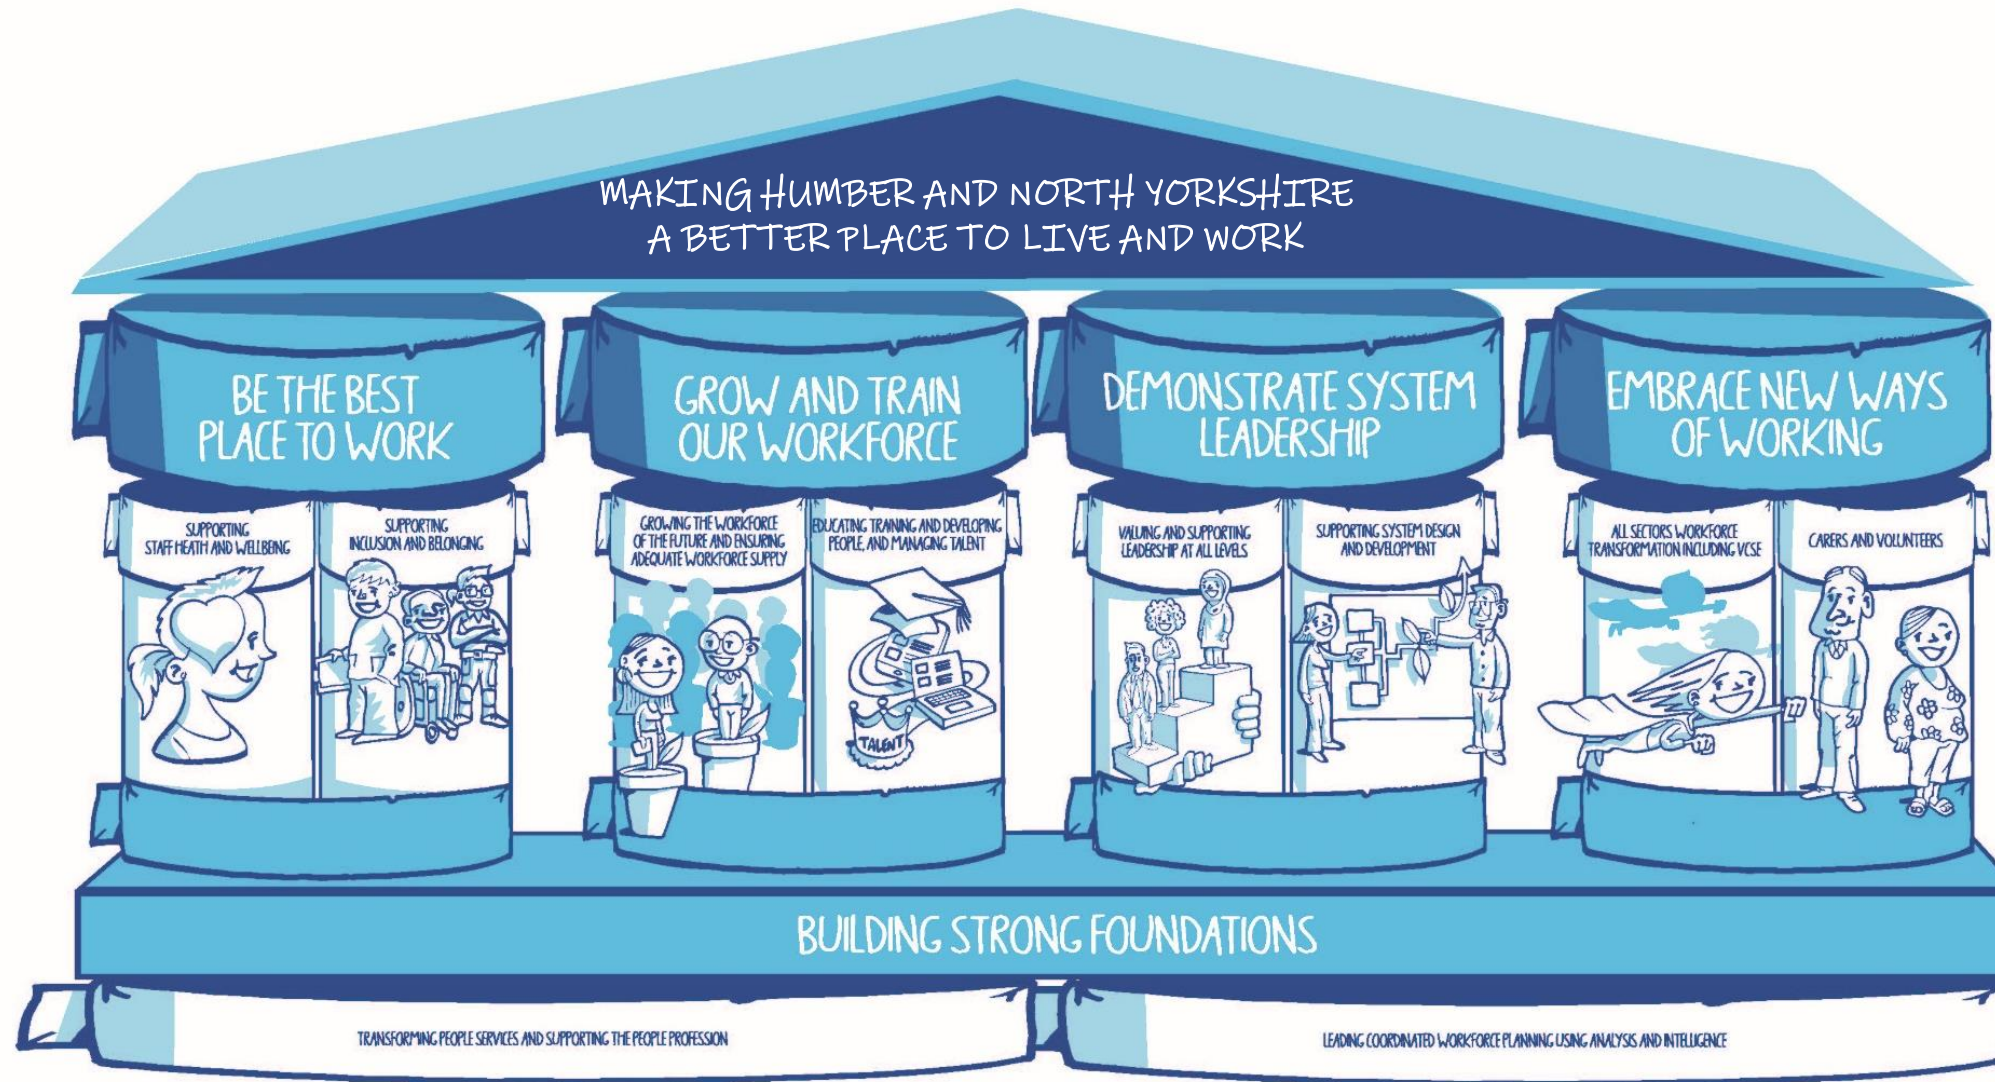 MAKING HUMBER AND NORTH YORKSHIRE
A BETTER PLACE TO LIVE AND WORK
BE THE BEST
PLACE TO WORK
SUPPORTING
STAFF HEATH AND WELLBEING
SUPPORTING
INCLUSION AND BELONGING
GROW AND TRAIN
OUR WORKFORCE
GROWING THE WORKFORCE
OF THE FUTURE AND ENSURING
ADEQUATE WORKFORCE SUPPLY
EDUCATING TRAINING AND DEVELOPING
PEOPLE, AND MANAGING TALENT
TALENT
DEMONSTRATE SYSTEM
LEADERSHIP
VALUING AND SUPPORTING
LEADERSHIP AT ALL LEVELS
SUPPORTING SYSTEM DESIGN
AND DEVELOPMENT
EMBRACE NEW WAYS
OF WORKING
ALL SECTORS WORKFORCE
TRANSFORMATION INCLUDING VCSE
CARERS AND VOLUNTEERS
BUILDING STRONG FOUNDATIONS
TRANSFORMING PEOPLE SERVICES AND SUPPORTING THE PEOPLE PROFESSION
LEADING COORDINATED WORKFORCE PLANNING USING ANALYSIS AND INTELLIGENCE